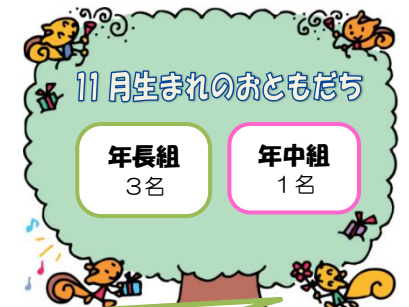 11月生まれのおともだち
年長組
3名
年中組
1名